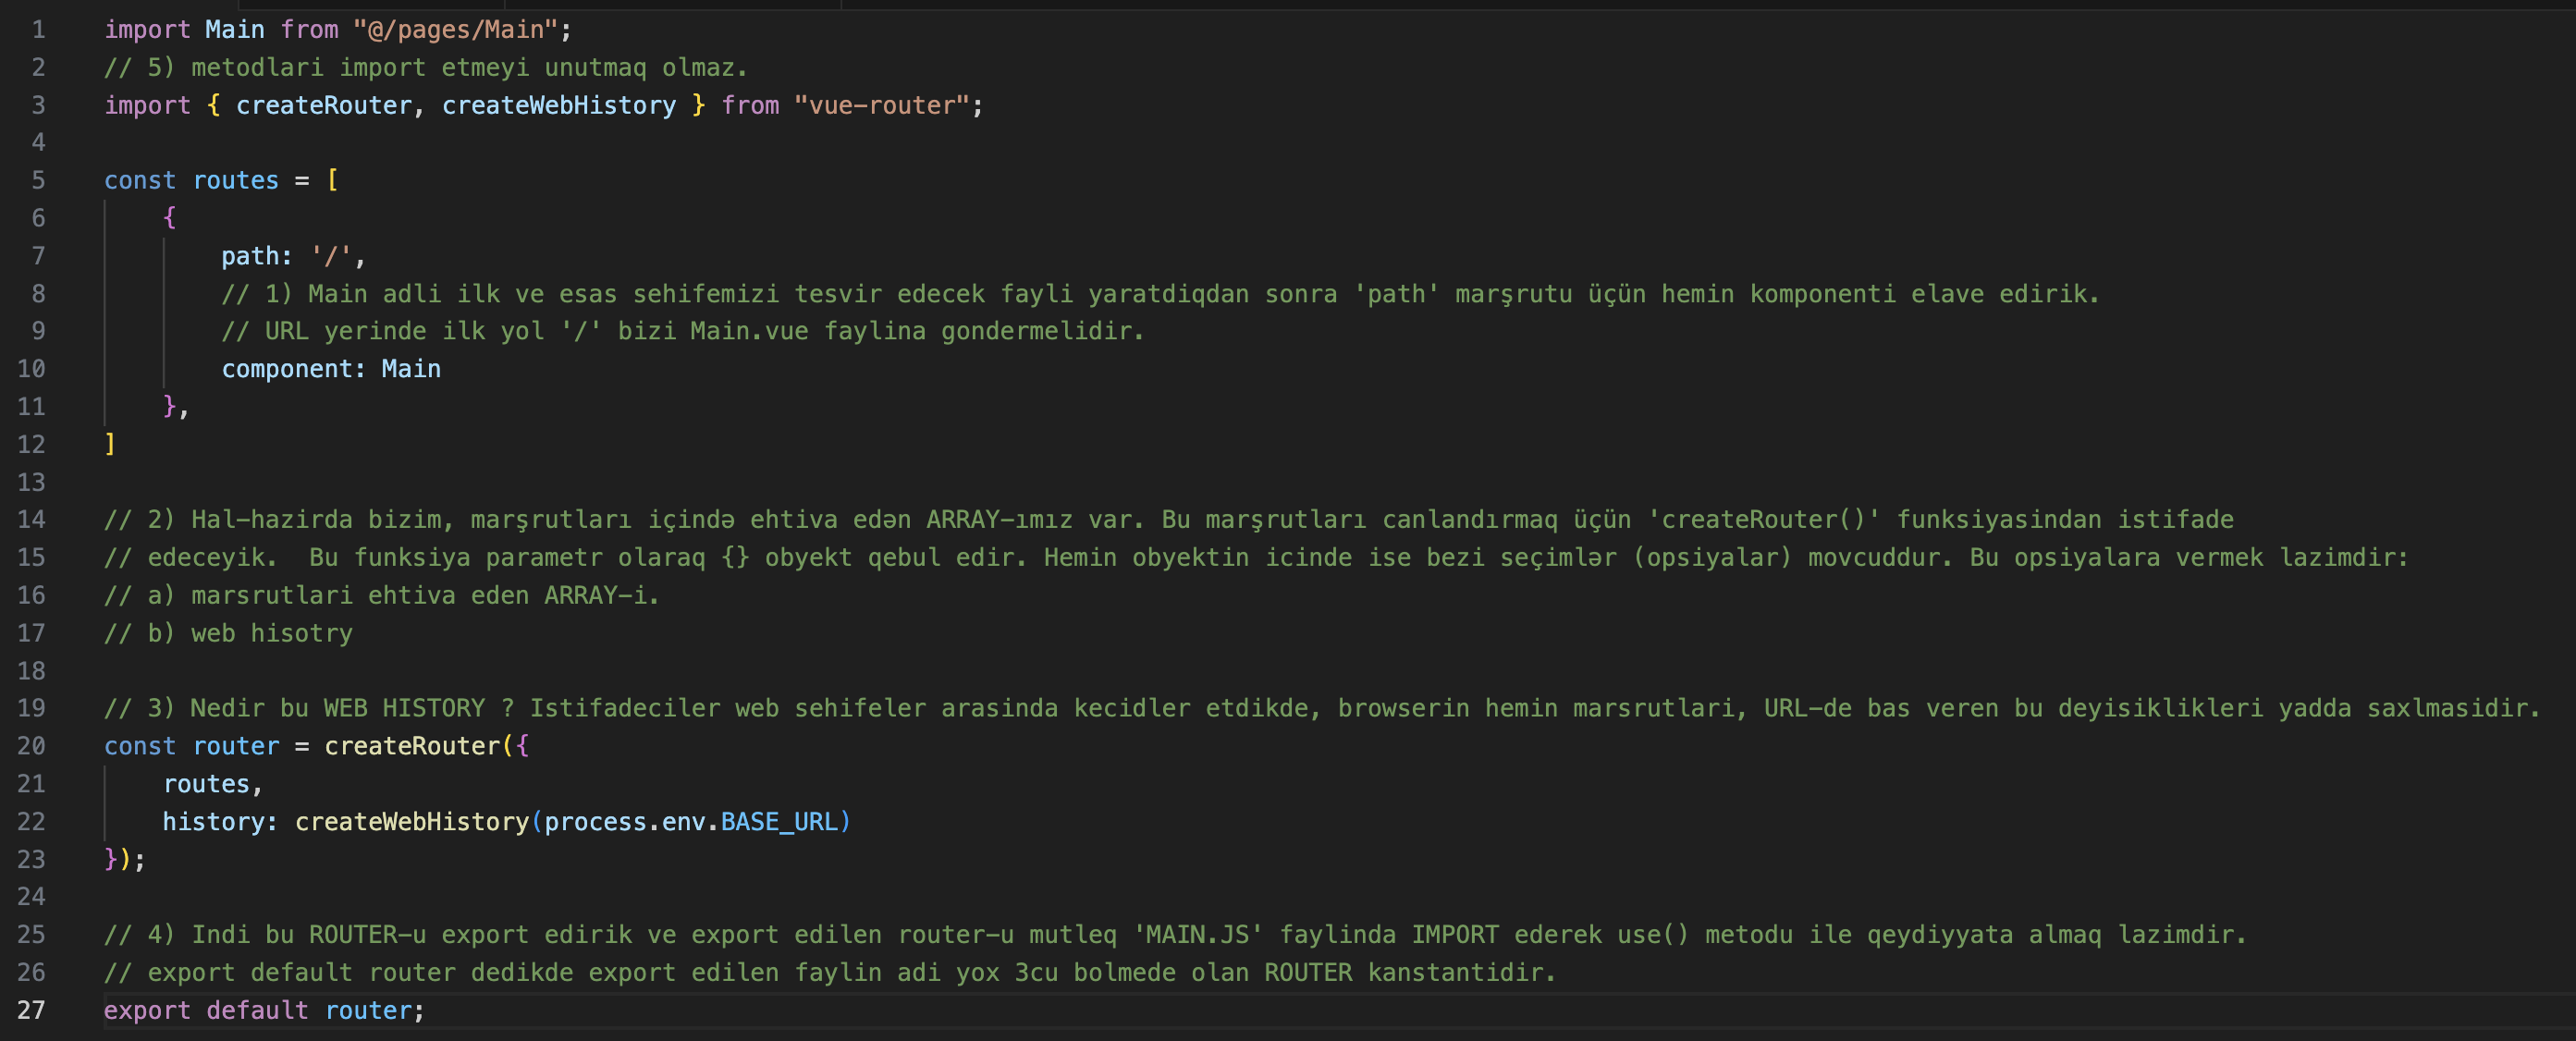 1 import Main from "@/pages/Main";
2 // 5) metodlari import etmeyi unutmaq olmaz.
3 import { createRouter, createWebHistory } from "vue-router";
4
5 const routes = [
6 {
7 path: '/',
8 // 1) Main adli ilk ve esas sehifemizi tesvir edecek fayli yaratdiqdan sonra 'path' marşrutu üçün hemin komponenti elave edirik.
9 // URL yerinde ilk yol '/' bizi Main.vue faylina gondermelidir.
10 component: Main
11 },
12 ]
13
14 // 2) Hal-hazirda bizim, marşrutları içində ehtiva edən ARRAY-ımız var. Bu marşrutları canlandırmaq üçün 'createRouter()' funksiyasindan istifade
15 // edeceyik.  Bu funksiya parametr olaraq {} obyekt qebul edir. Hemin obyektin icinde ise bezi seçimlər (opsiyalar) movcuddur. Bu opsiyalara vermek lazimdir:
16 // a) marsrutlari ehtiva eden ARRAY-i.
17 // b) web hisotry
18
19 // 3) Nedir bu WEB HISTORY ? Istifadeciler web sehifeler arasinda kecidler etdikde, browserin hemin marsrutlari, URL-de bas veren bu deyisiklikleri yadda saxlmasidir.
20 const router = createRouter({
21 routes,
22 history: createWebHistory(process.env.BASE_URL)
23 });
24
25 // 4) Indi bu ROUTER-u export edirik ve export edilen router-u mutleq 'MAIN.JS' faylinda IMPORT ederek use() metodu ile qeydiyyata almaq lazimdir.
26 // export default router dedikde export edilen faylin adi yox 3cu bolmede olan ROUTER kanstantidir.
27 export default router;